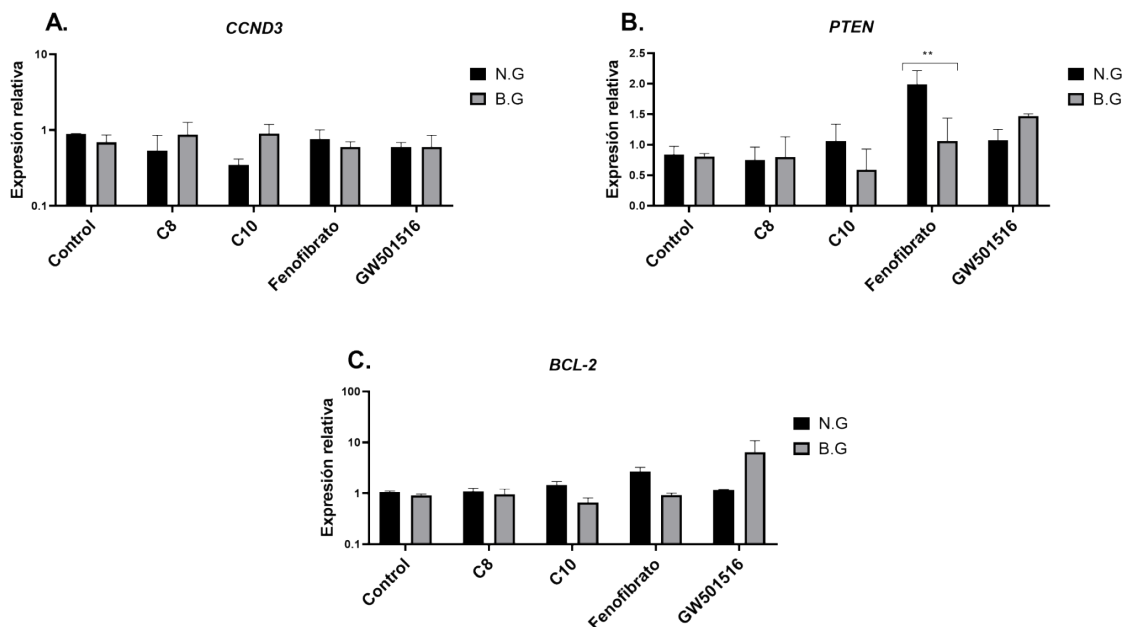 A.
CCND3
Expresión relativa
10
1
0.1
Control
C8
C10
Fenofibrato
GW501516
N.G
B.G
B.
PTEN
Expresión relativa
2.5
2.0
1.5
1.0
0.5
0.0
**
Control
C8
C10
Fenofibrato
GW501516
N.G
B.G
C.
BCL-2
Expresión relativa
100
10
1
0.1
Control
C8
C10
Fenofibrato
GW501516
N.G
B.G